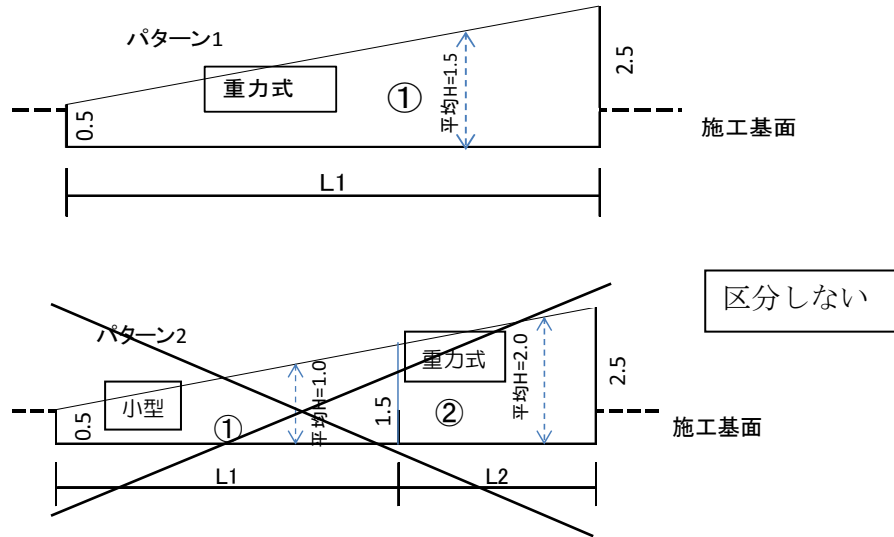 パターン1
重力式
①
平均H=1.5
2.5
0.5
施工基面
L1
区分しない
パターン2
重力式
小型
平均H=1.0
平均H=2.0
2.5
0.5
①
1.5
②
施工基面
L1
L2